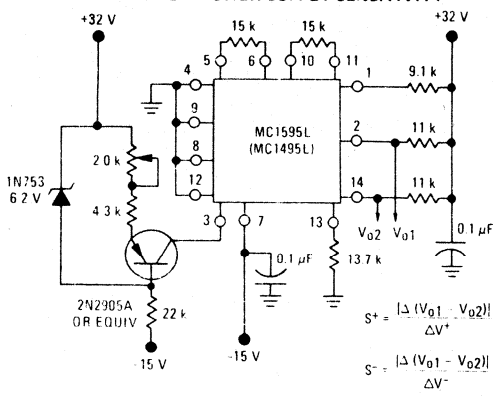 +32 V
+32 V
15 k
15 k
5
6
10
11
4
1
9.1 k
9
MC1595L
(MC1495L)
2
11 k
8
2.0 k
1N753
6.2 V
12
14
11 k
4.3 k
3
7
13
Vo2
Vo1
0.1 µF
0.1 µF
13.7 k
2N2905A
OR EQUIV
22 k
-15 V
-15 V
S+ = |Δ (Vo1 - Vo2)| / ΔV+
S- = |Δ (Vo1 - Vo2)| / ΔV-